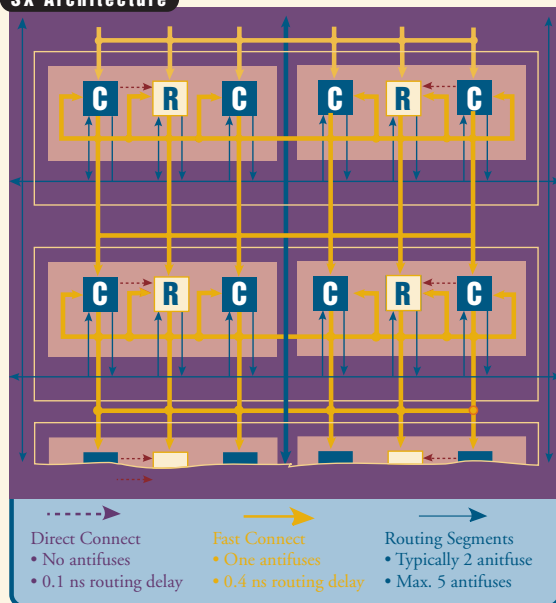 SX Architecture
C R C C R C
C R C C R C
Direct Connect
• No antifuses
• 0.1 ns routing delay
Fast Connect
• One antifuses
• 0.4 ns routing delay
Routing Segments
• Typically 2 anitfuse
• Max. 5 antifuses